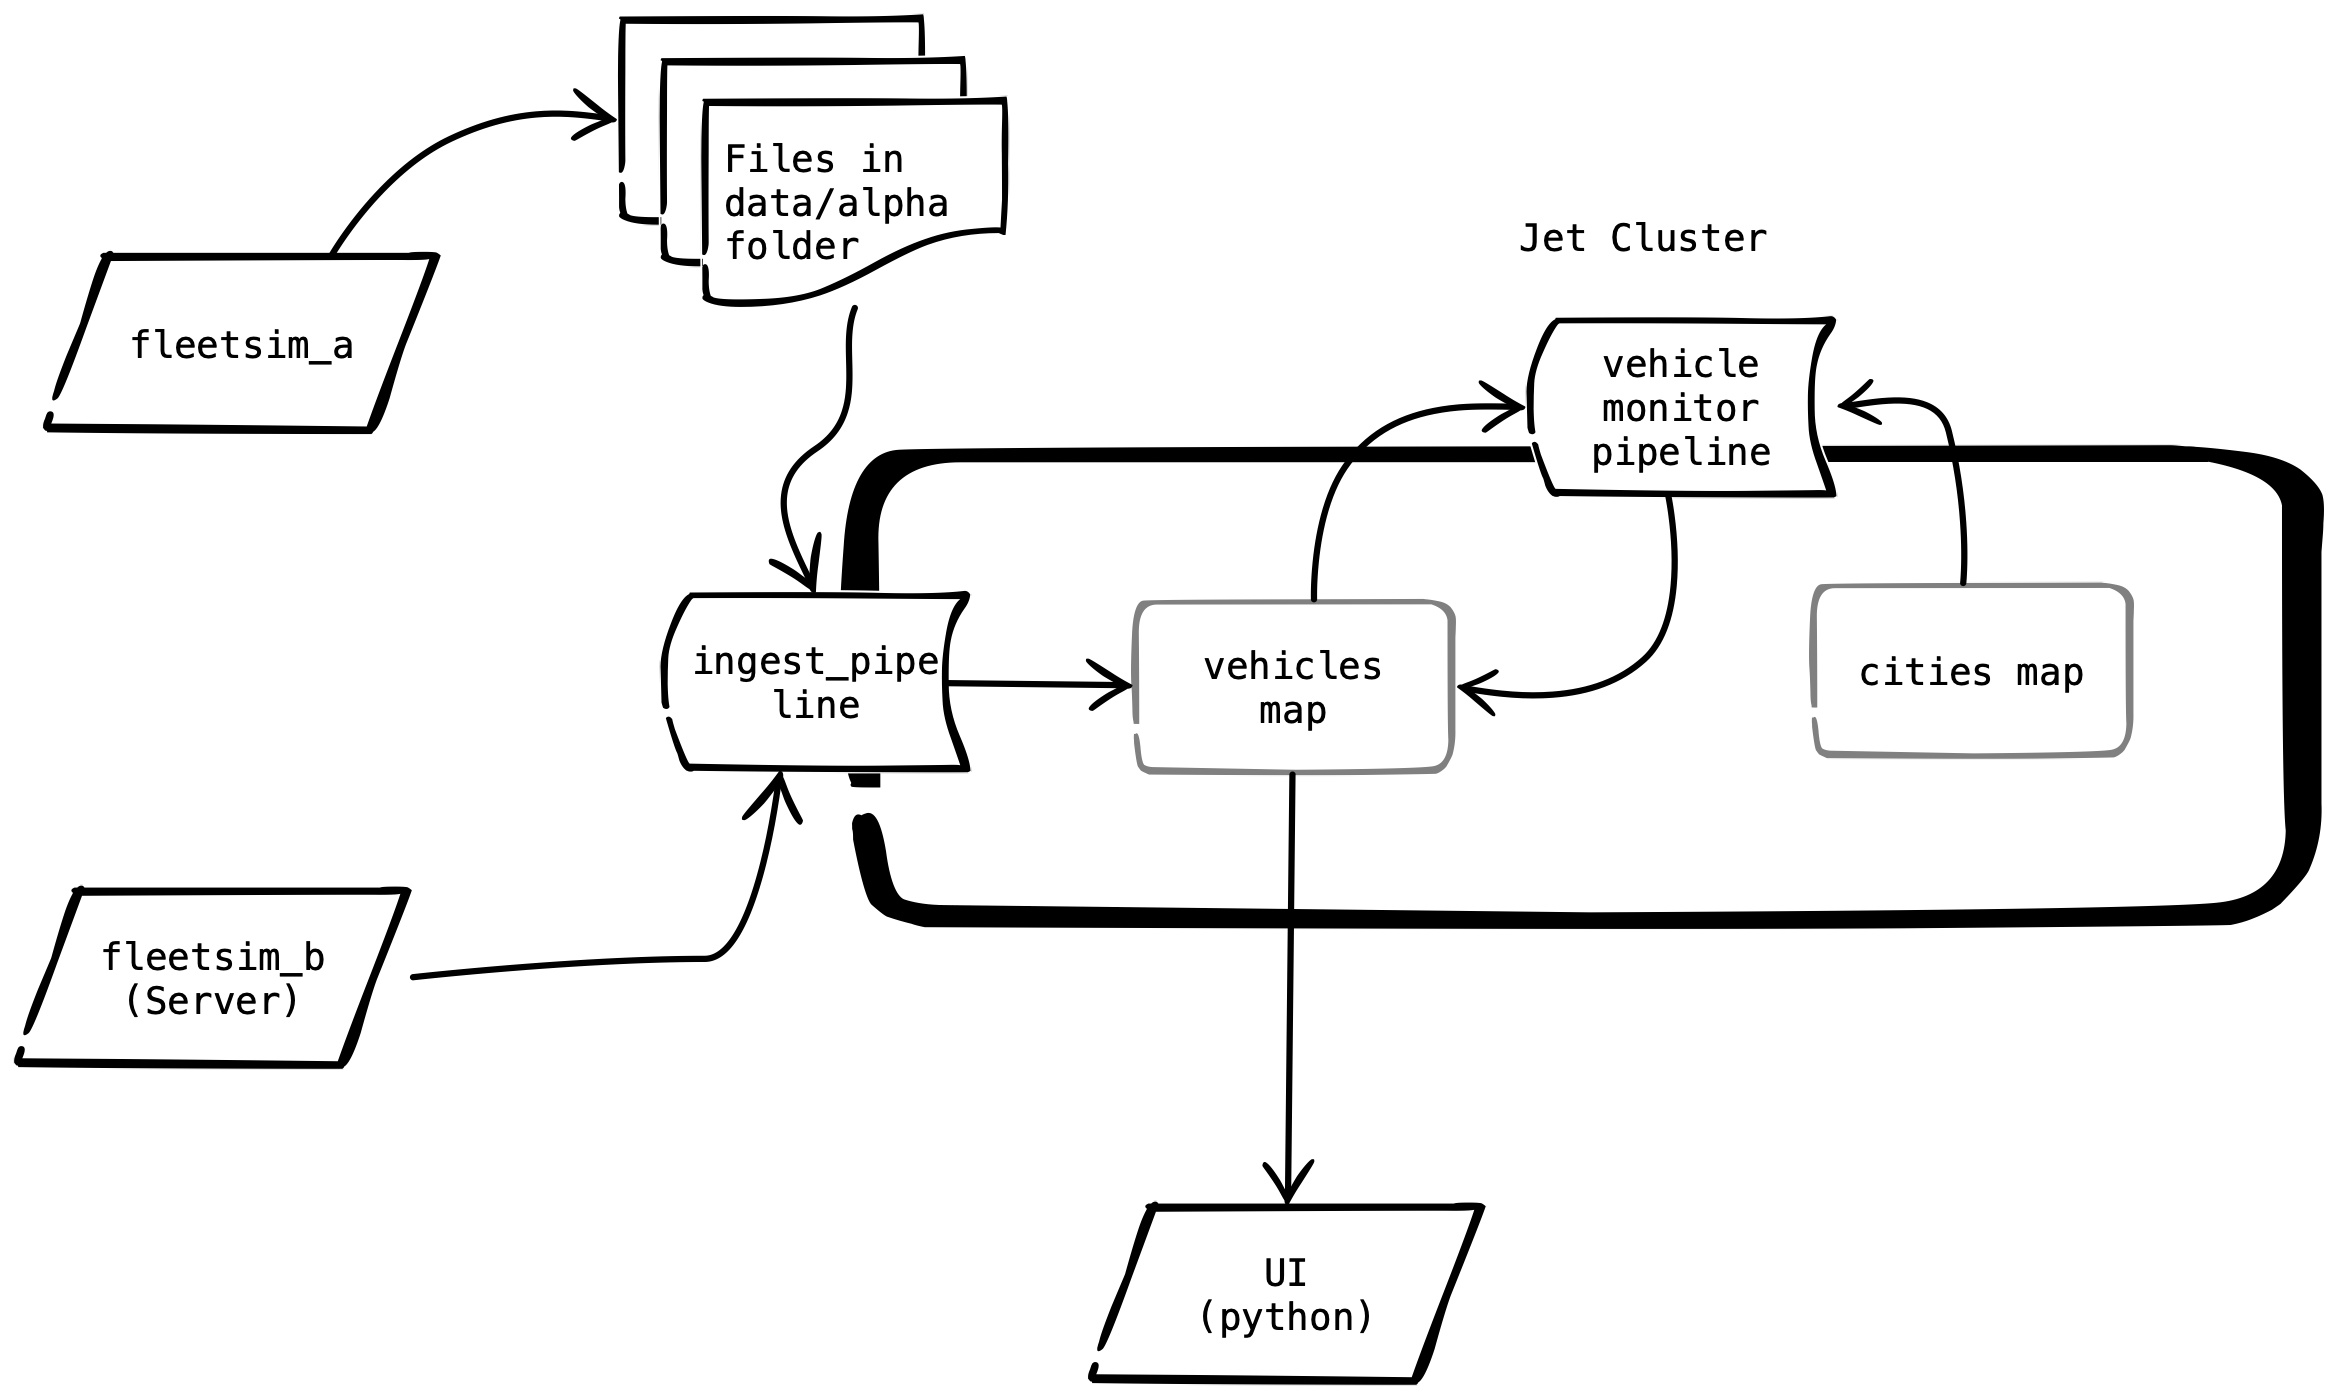 Files in
data/alpha
folder
Jet Cluster
fleetsim_a
vehicle
monitor
pipeline
ingest_pipe
line
vehicles
map
cities map
fleetsim_b
(Server)
UI
(python)